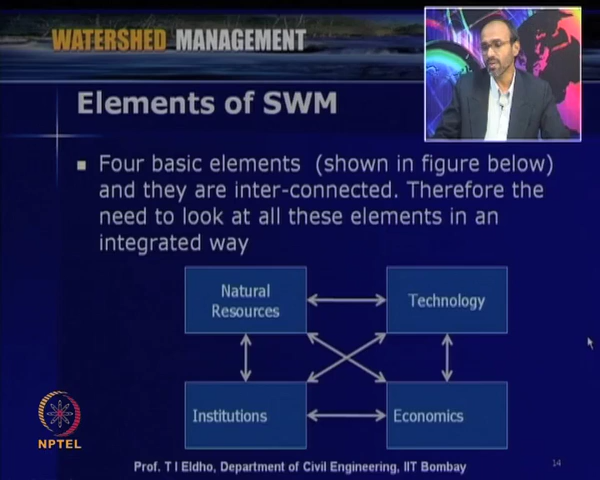 WATERSHED MANAGEMENT
Elements of SWM
Four basic elements (shown in figure below)
and they are inter-connected. Therefore the
need to look at all these elements in an
integrated way
Natural
Resources
Technology
Institutions
Economics
NPTEL
Prof. T I Eldho, Department of Civil Engineering, IIT Bombay
14